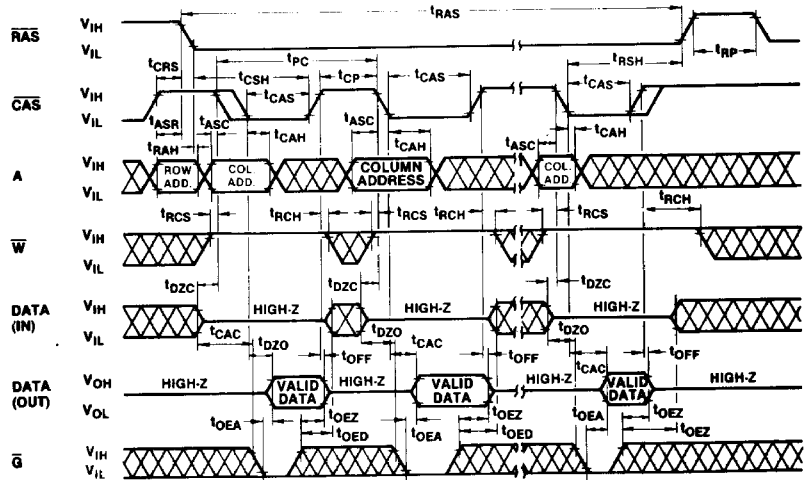 tRAS
RAS VIH VIL
tCRS tPC tRSH tRP
tCSH tCP tCAS tCAS
CAS VIH tCAS VIL
tASR tASC tCAH tASC tCAH tASC tCAH
tRAH
A VIH VIL ROW ADD. COL. ADD. COLUMN ADDRESS COL. ADD.
tRCS tRCH tRCS tRCH tRCS tRCH
W VIH VIL
tDZC tDZC tDZC
DATA (IN) VIH VIL HIGH-Z HIGH-Z HIGH-Z
tCAC tDZO tOFF tDZO tCAC tOFF tDZO tCAC tOFF
DATA (OUT) VOH VOL HIGH-Z VALID DATA HIGH-Z VALID DATA HIGH-Z VALID DATA HIGH-Z
tOEA tOEZ tOED tOEA tOEZ tOED tOEA tOEZ tOEZ
G VIH VIL